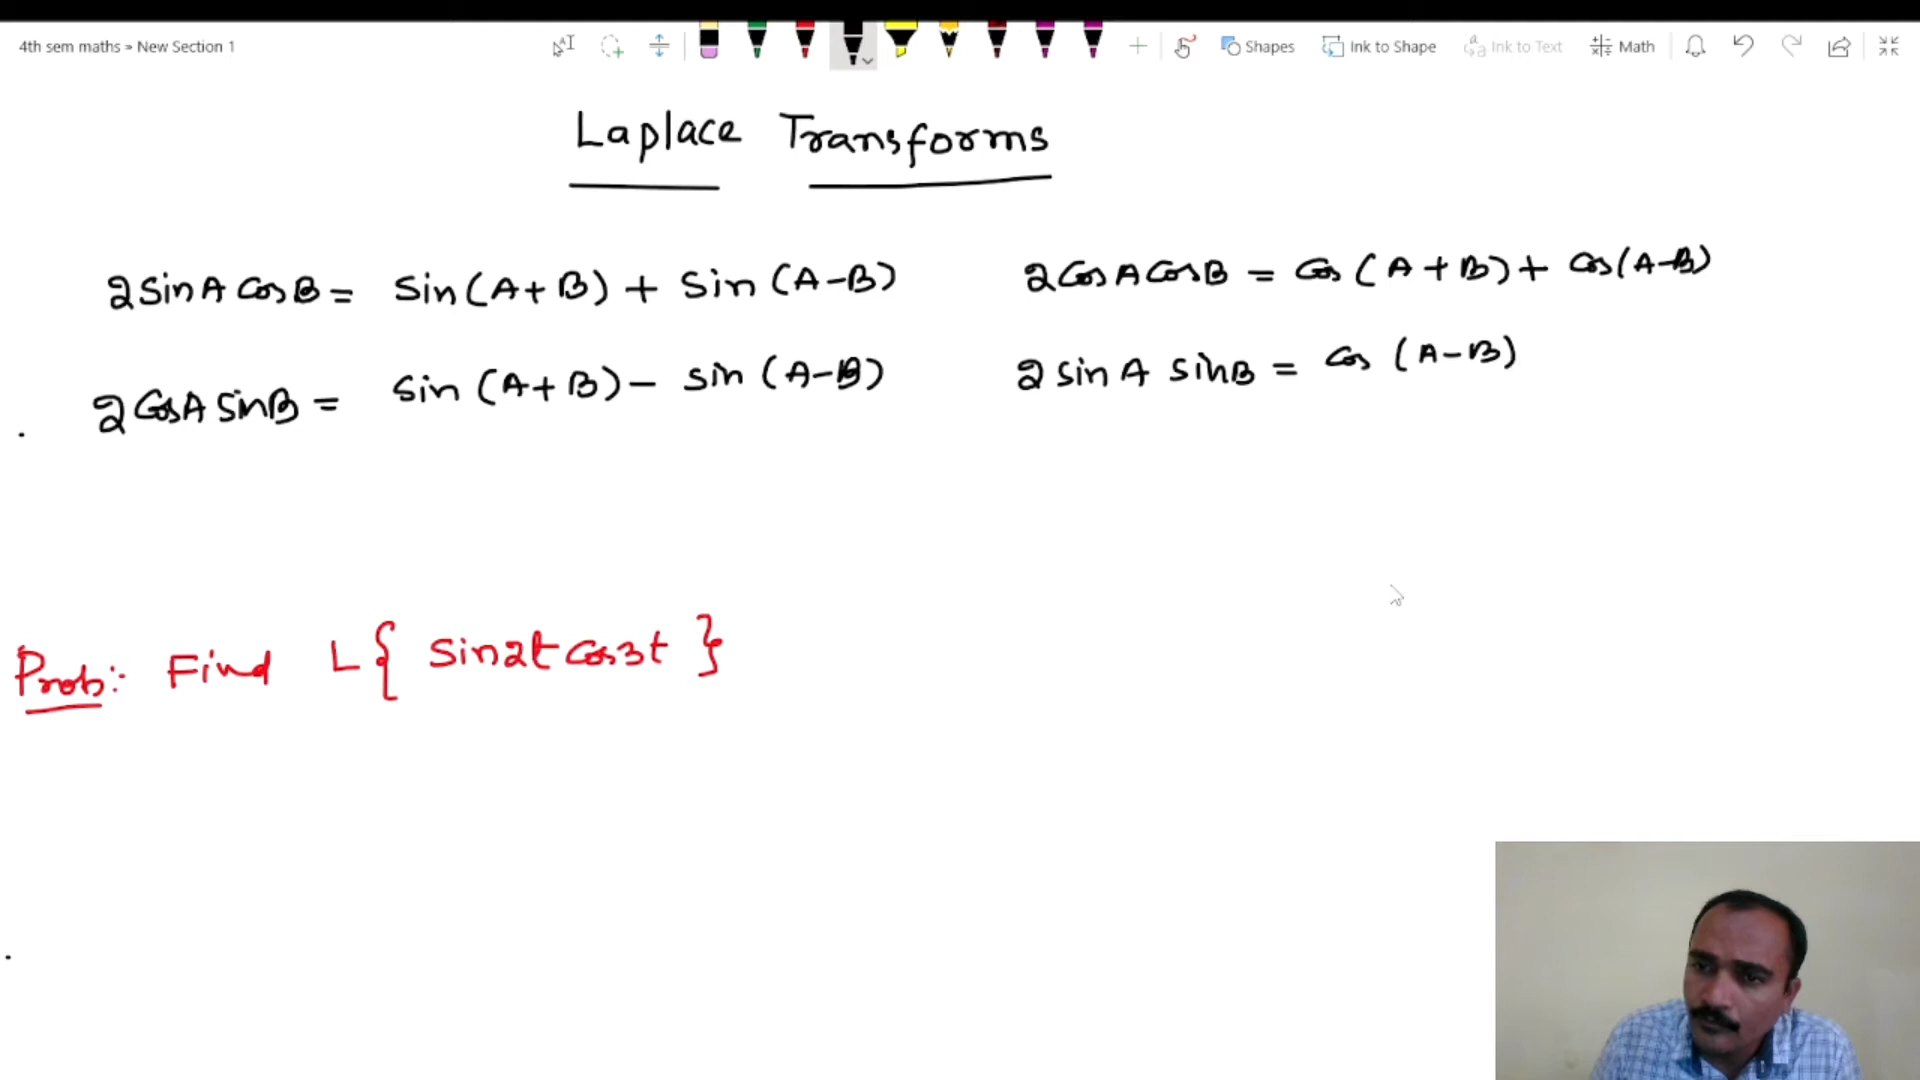 4th sem maths » New Section 1
Shapes Ink to Shape Ink to Text Math
Laplace Transforms
2 sin A cos B = sin (A+B) + sin (A-B)
2 cos A cos B = cos (A+B) + cos (A-B)
2 cos A sin B = sin (A+B) - sin (A-B)
2 sin A sin B = cos (A-B)
Prob:- Find L{ sin2t cos3t }